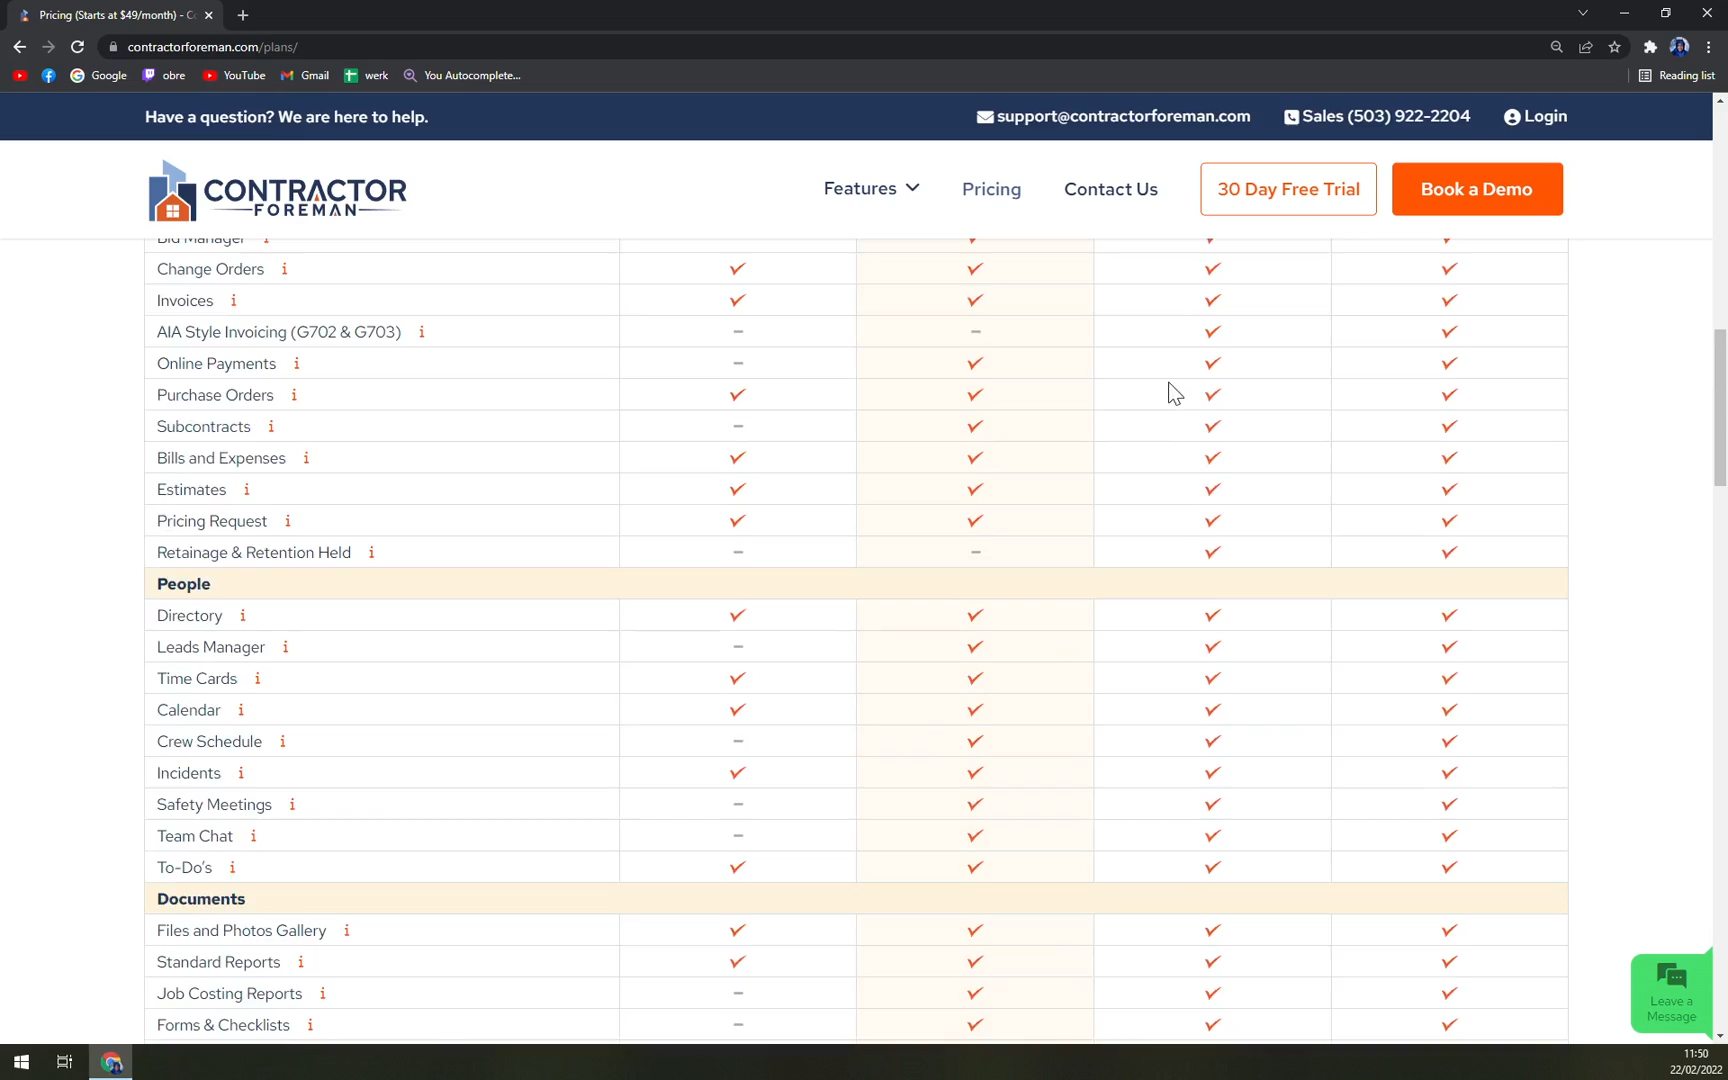 Pricing (Starts at $49/month) - C
contractorforeman.com/plans/
Google
obre
YouTube
Gmail
werk
You Autocomplete...
Reading list
Have a question? We are here to help.
support@contractorforeman.com
Sales (503) 922-2204
Login
CONTRACTOR
FOREMAN
Features
Pricing
Contact Us
30 Day Free Trial
Book a Demo
Bid Manager i
Change Orders i
Invoices i
AIA Style Invoicing (G702 & G703) i
Online Payments i
Purchase Orders i
Subcontracts i
Bills and Expenses i
Estimates i
Pricing Request i
Retainage & Retention Held i
People
Directory i
Leads Manager i
Time Cards i
Calendar i
Crew Schedule i
Incidents i
Safety Meetings i
Team Chat i
To-Do's i
Documents
Files and Photos Gallery i
Standard Reports i
Job Costing Reports i
Forms & Checklists i
Leave a
Message
11:50
22/02/2022